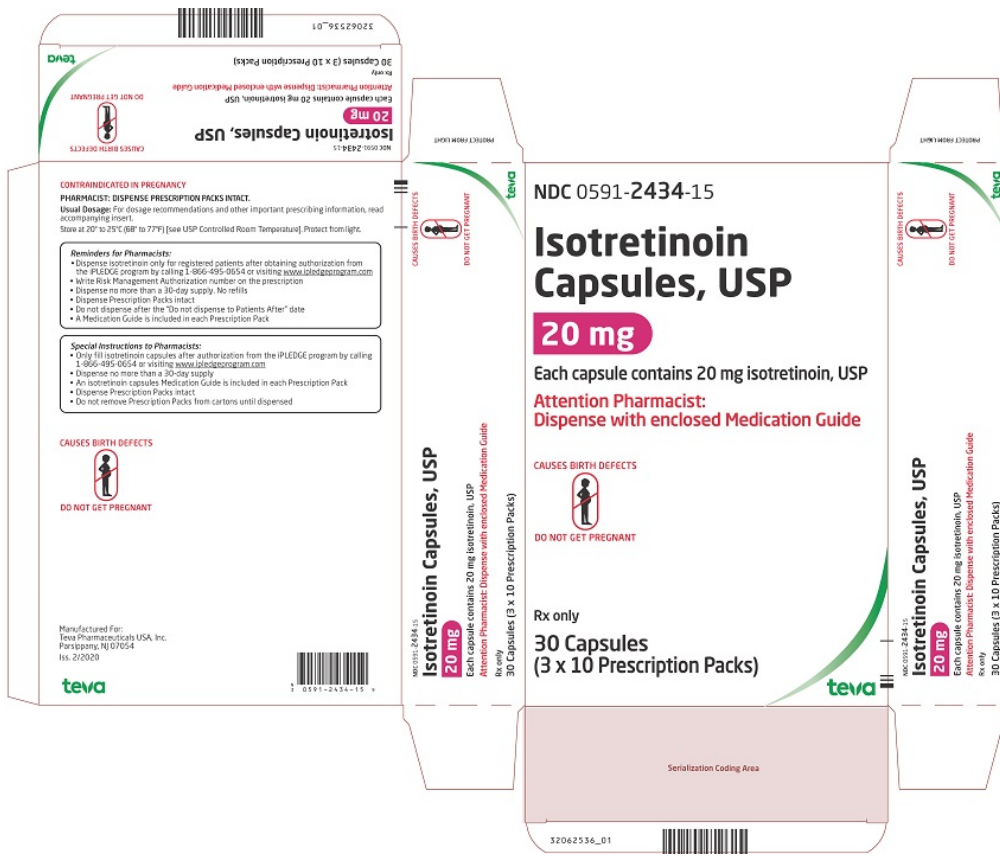 32062536_01
teva
30 Capsules (3 x 10 Prescription Packs)
Rx only
Attention Pharmacist: Dispense with enclosed Medication Guide
Each capsule contains 20 mg isotretinoin, USP
20 mg
Isotretinoin Capsules, USP
NDC 0591-2434-15
DO NOT GET PREGNANT
CAUSES BIRTH DEFECTS
CONTRAINDICATED IN PREGNANCY
PHARMACIST: DISPENSE PRESCRIPTION PACKS INTACT.
Usual Dosage: For dosage recommendations and other important prescribing information, read
accompanying insert.
Store at 20° to 25°C (68° to 77°F) [see USP Controlled Room Temperature]. Protect from light.
Reminders for Pharmacists:
• Dispense isotretinoin only for registered patients after obtaining authorization from
the iPLEDGE program by calling 1-866-495-0654 or visiting www.ipledgeprogram.com
• Write Risk Management Authorization number on the prescription
• Dispense no more than a 30-day supply. No refills
• Dispense Prescription Packs intact
• Do not dispense after the "Do not dispense to Patients After" date
• A Medication Guide is included in each Prescription Pack
Special Instructions to Pharmacists:
• Only fill isotretinoin capsules after authorization from the iPLEDGE program by calling
1-866-495-0654 or visiting www.ipledgeprogram.com
• Dispense no more than a 30-day supply
• An isotretinoin capsules Medication Guide is included in each Prescription Pack
• Dispense Prescription Packs intact
• Do not remove Prescription Packs from cartons until dispensed
CAUSES BIRTH DEFECTS
DO NOT GET PREGNANT
Manufactured For:
Teva Pharmaceuticals USA, Inc.
Parsippany, NJ 07054
Iss. 2/2020
teva
3 0591-2434-15 9
PROTECT FROM LIGHT
teva
CAUSES BIRTH DEFECTS
DO NOT GET PREGNANT
NDC 0591-2434-15
Isotretinoin Capsules, USP
20 mg
Each capsule contains 20 mg isotretinoin, USP
Attention Pharmacist: Dispense with enclosed Medication Guide
Rx only
30 Capsules (3 x 10 Prescription Packs)
NDC 0591-2434-15
Isotretinoin
Capsules, USP
20 mg
Each capsule contains 20 mg isotretinoin, USP
Attention Pharmacist:
Dispense with enclosed Medication Guide
CAUSES BIRTH DEFECTS
DO NOT GET PREGNANT
Rx only
30 Capsules
(3 x 10 Prescription Packs)
teva
Serialization Coding Area
32062536_01
PROTECT FROM LIGHT
teva
CAUSES BIRTH DEFECTS
DO NOT GET PREGNANT
NDC 0591-2434-15
Isotretinoin Capsules, USP
20 mg
Each capsule contains 20 mg isotretinoin, USP
Attention Pharmacist: Dispense with enclosed Medication Guide
Rx only
30 Capsules (3 x 10 Prescription Packs)